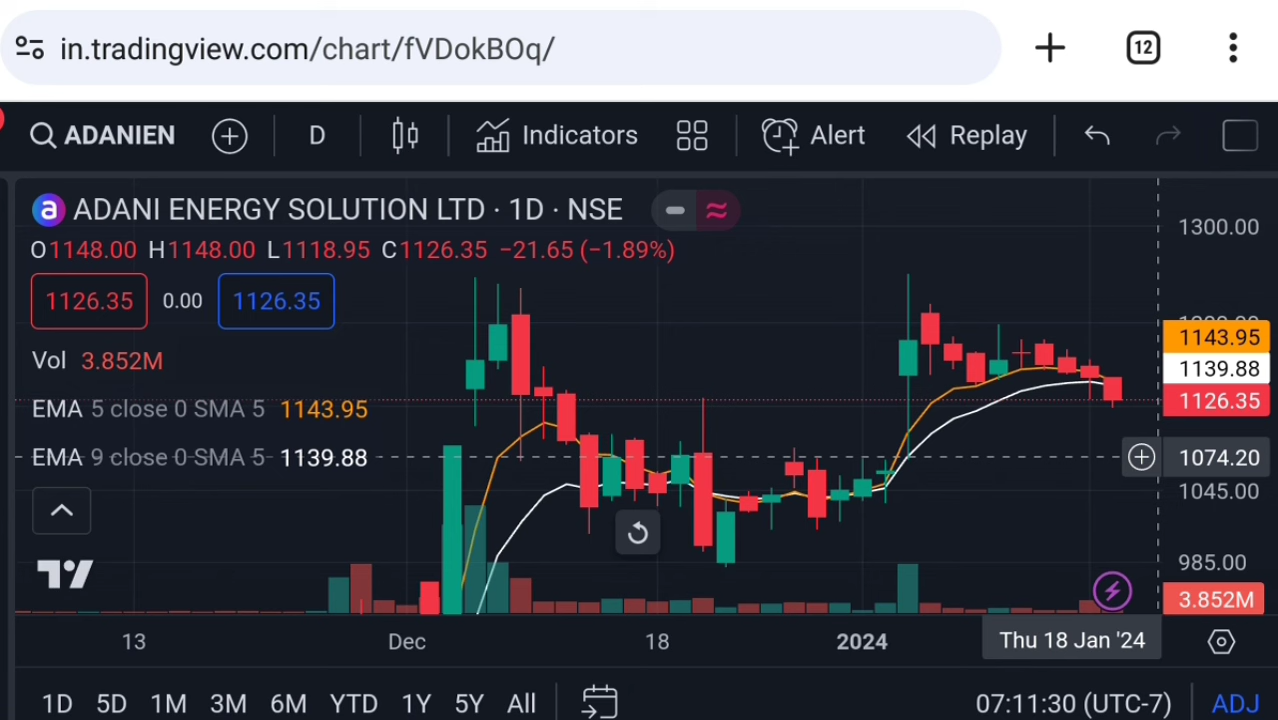 in.tradingview.com/chart/fVDokBOq/
12
ADANIEN D Indicators Alert Replay
a ADANI ENERGY SOLUTION LTD · 1D · NSE
1300.00
O1148.00 H1148.00 L1118.95 C1126.35 −21.65 (−1.89%)
1126.35 0.00 1126.35
1143.95
Vol 3.852M
1139.88
1126.35
EMA 5 close 0 SMA 5 1143.95
EMA 9 close 0 SMA 5 1139.88
1074.20
1045.00
985.00
3.852M
13 Dec 18 2024 Thu 18 Jan '24
1D 5D 1M 3M 6M YTD 1Y 5Y All 07:11:30 (UTC-7) ADJ